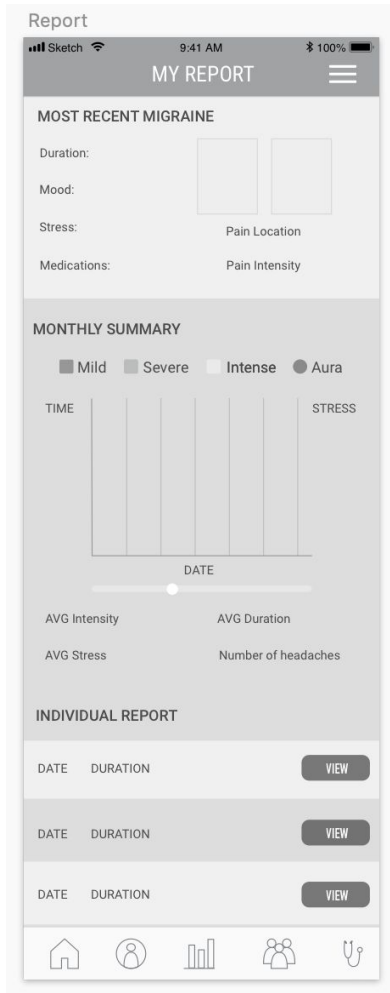 Report
Sketch 9:41 AM 100%
MY REPORT
MOST RECENT MIGRAINE
Duration:
Mood:
Stress: Pain Location
Medications: Pain Intensity
MONTHLY SUMMARY
Mild Severe Intense Aura
TIME STRESS
DATE
AVG Intensity AVG Duration
AVG Stress Number of headaches
INDIVIDUAL REPORT
DATE DURATION VIEW
DATE DURATION VIEW
DATE DURATION VIEW